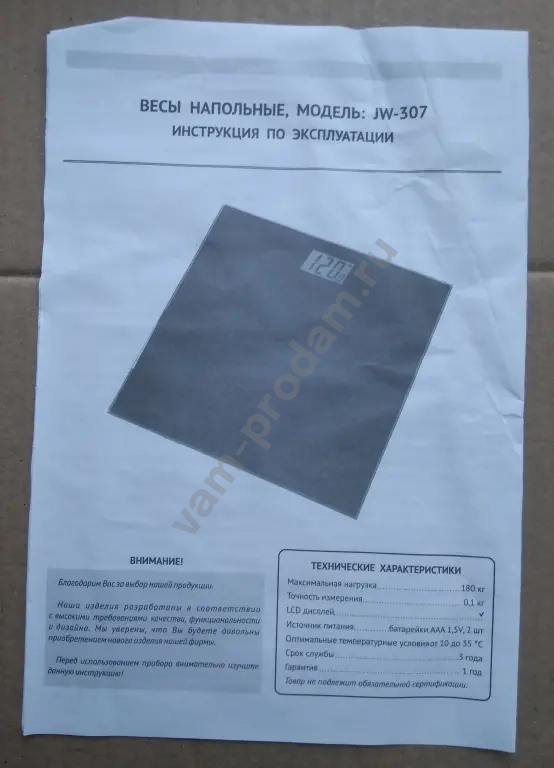 ВЕСЫ НАПОЛЬНЫЕ, МОДЕЛЬ: JW-307
ИНСТРУКЦИЯ ПО ЭКСПЛУАТАЦИИ
120
vam-prodam.ru
ВНИМАНИЕ!
Благодарим Вас за выбор нашей продукции.
Наши изделия разработаны в соответствии
с высокими требованиями качества, функциональности
и дизайна. Мы уверены, что Вы будете довольны
приобретением нового изделия нашей фирмы.
Перед использованием прибора внимательно изучите
данную инструкцию!
ТЕХНИЧЕСКИЕ ХАРАКТЕРИСТИКИ
Максимальная нагрузка 180 кг
Точность измерения 0,1 кг
LCD дисплей ✓
Источник питания батарейки ААА 1,5V, 2 шт
Оптимальные температурные условия от 10 до 35 °C
Срок службы 3 года
Гарантия 1 год
Товар не подлежит обязательной сертификации.